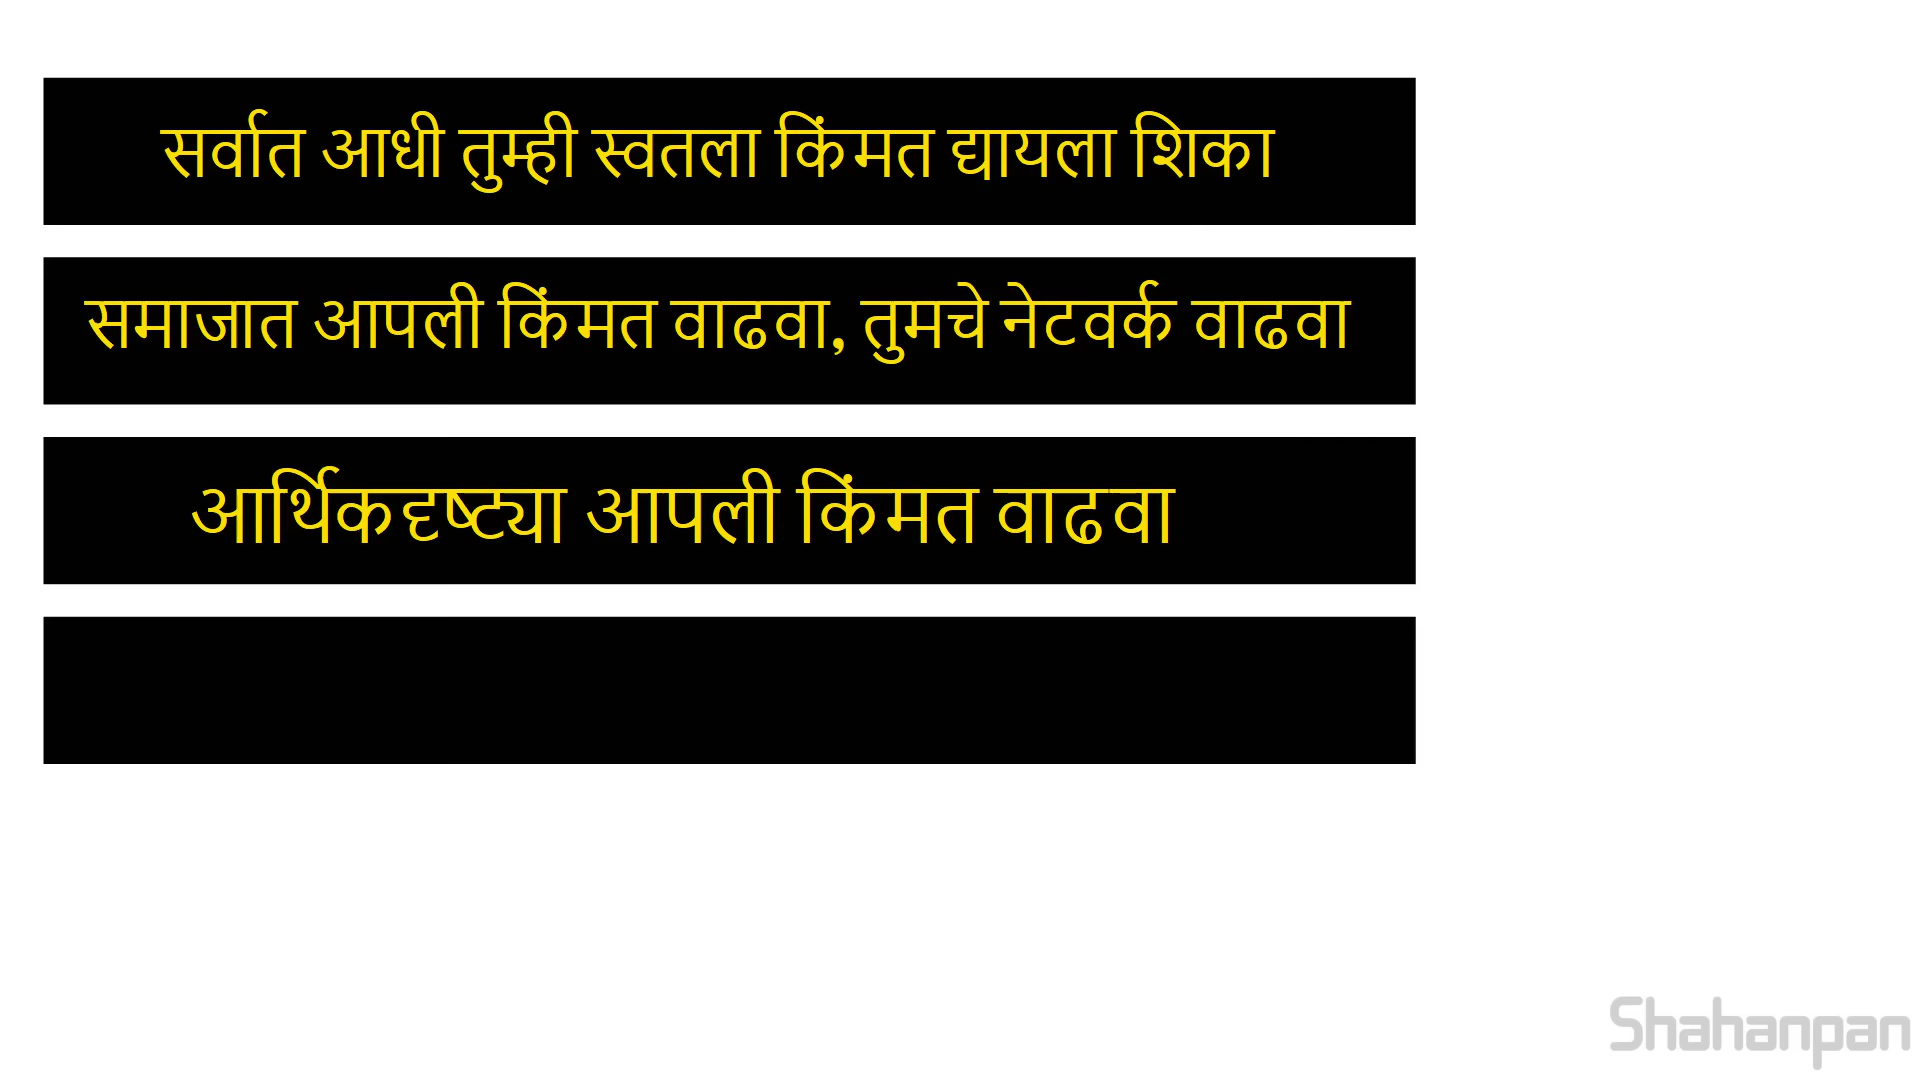 सर्वात आधी तुम्ही स्वतला किंमत द्यायला शिका
समाजात आपली किंमत वाढवा, तुमचे नेटवर्क वाढवा
आर्थिकदृष्ट्या आपली किंमत वाढवा
Shahanpan